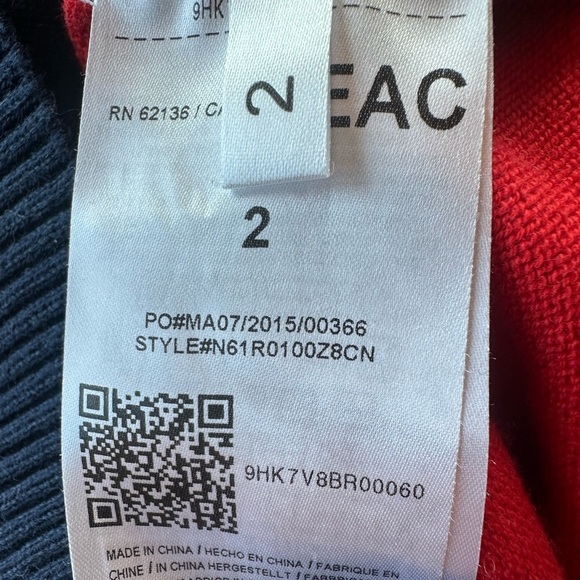 9HK
2
EAC
RN 62136 / CA
2
PO#MA07/2015/00366
STYLE#N61R0100Z8CN
9HK7V8BR00060
MADE IN CHINA / HECHO EN CHINA / FABRIQUE EN
CHINE / IN CHINA HERGESTELLT / FABBRIC